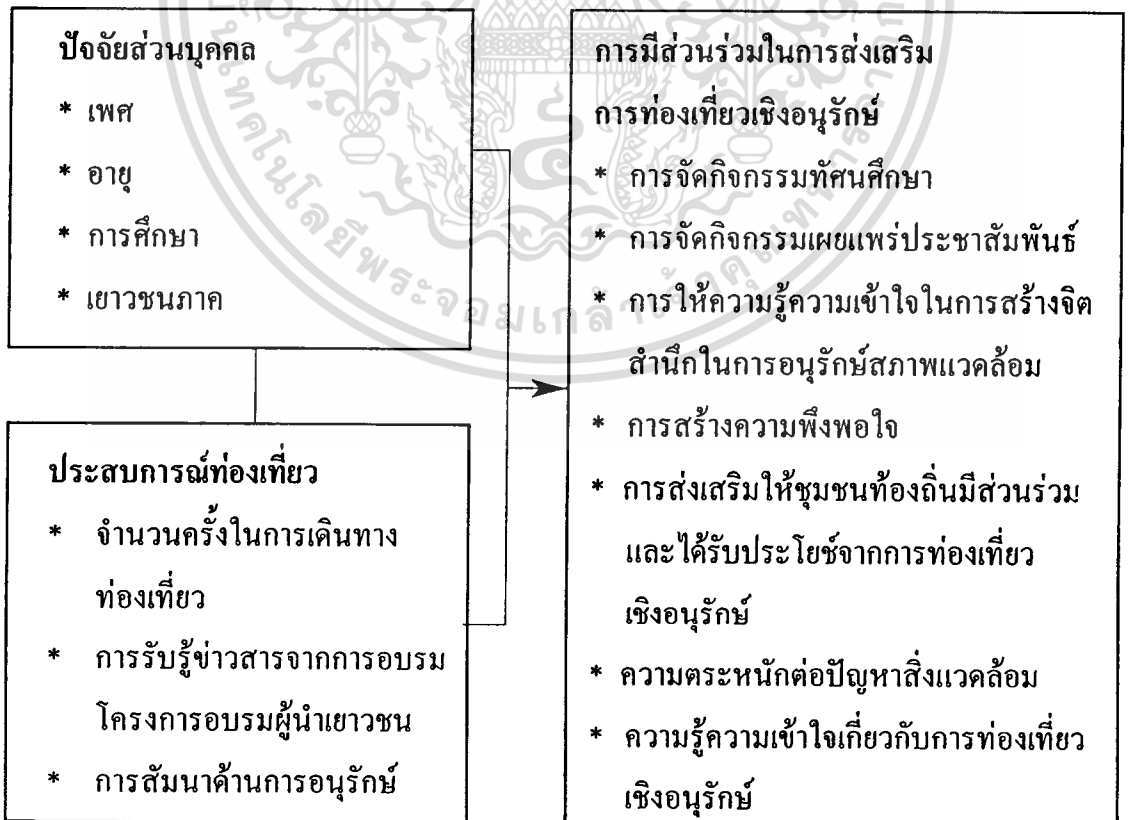 ปัจจัยส่วนบุคคล
* เพศ
* อายุ
* การศึกษา
* เยาวชนภาค
ประสบการณ์ท่องเที่ยว
* จำนวนครั้งในการเดินทาง
ท่องเที่ยว
* การรับรู้ข่าวสารจากการอบรม
โครงการอบรมผู้นำเยาวชน
* การสัมนาด้านการอนุรักษ์
การมีส่วนร่วมในการส่งเสริม
การท่องเที่ยวเชิงอนุรักษ์
* การจัดกิจกรรมทัศนศึกษา
* การจัดกิจกรรมเผยแพร่ประชาสัมพันธ์
* การให้ความรู้ความเข้าใจในการสร้างจิต
สำนึกในการอนุรักษ์สภาพแวดล้อม
* การสร้างความพึงพอใจ
* การส่งเสริมให้ชุมชนท้องถิ่นมีส่วนร่วม
และได้รับประโยช์จากการท่องเที่ยว
เชิงอนุรักษ์
* ความตระหนักต่อปัญหาสิ่งแวดล้อม
* ความรู้ความเข้าใจเกี่ยวกับการท่องเที่ยว
เชิงอนุรักษ์